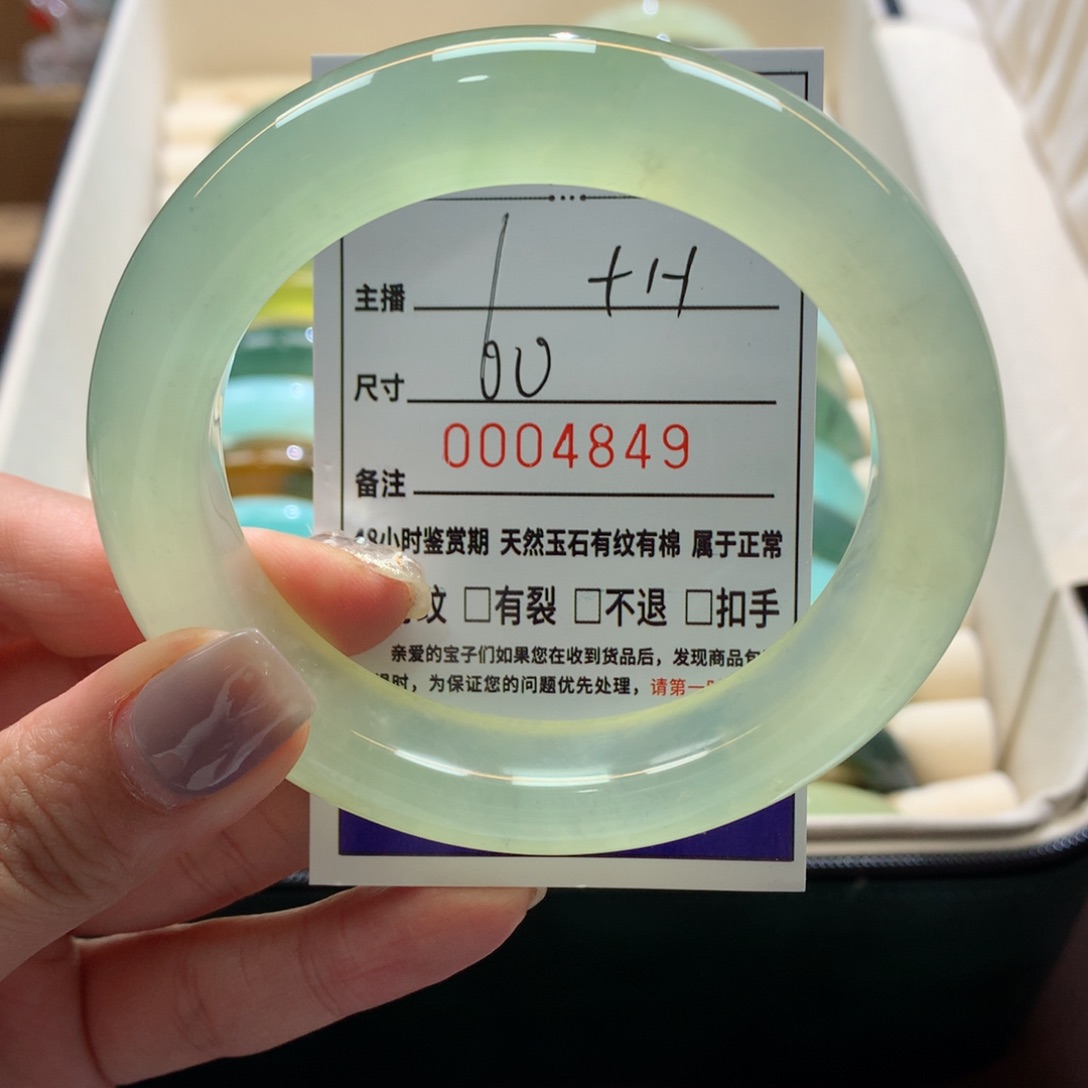 主播 +H
尺寸 60
0004849
备注
48小时鉴赏期 天然玉石有纹有棉 属于正常
纹 □有裂 □不退 □扣手
亲爱的宝子们如果您在收到货品后，发现商品
时，为保证您的问题优先处理，请第一